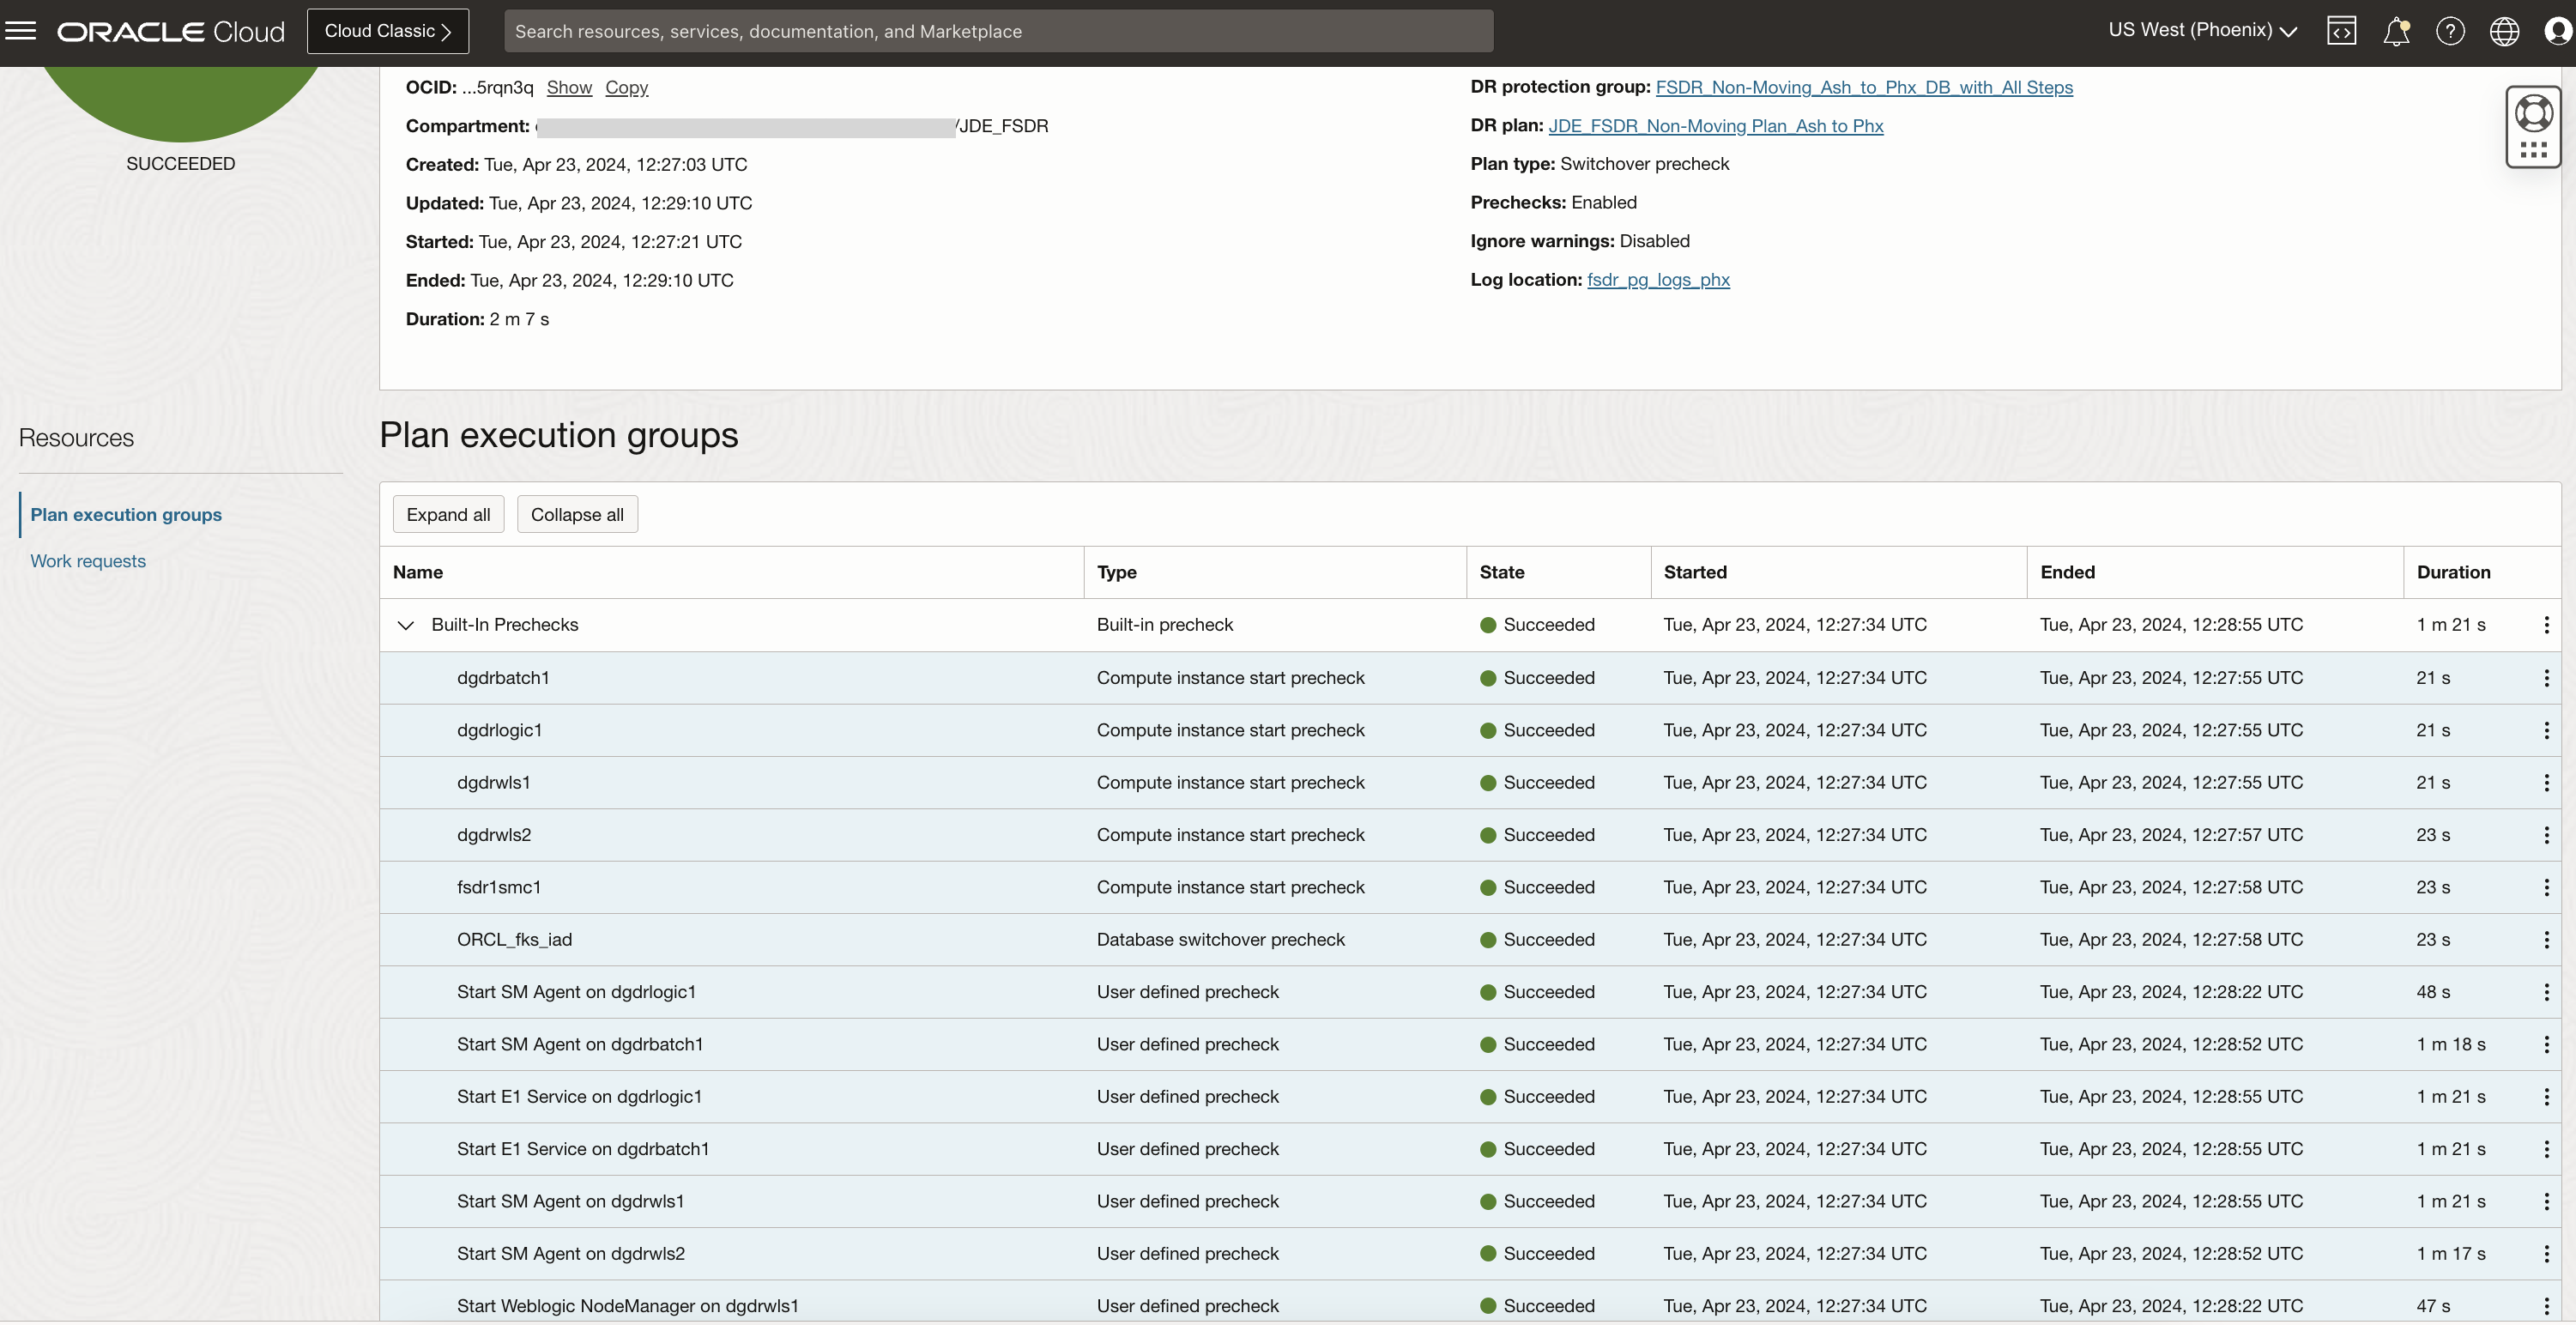 ORACLE Cloud
Cloud Classic
Search resources, services, documentation, and Marketplace
US West (Phoenix)
SUCCEEDED
OCID: ...5rqn3q Show Copy
Compartment: /JDE_FSDR
Created: Tue, Apr 23, 2024, 12:27:03 UTC
Updated: Tue, Apr 23, 2024, 12:29:10 UTC
Started: Tue, Apr 23, 2024, 12:27:21 UTC
Ended: Tue, Apr 23, 2024, 12:29:10 UTC
Duration: 2 m 7 s
DR protection group: FSDR_Non-Moving_Ash_to_Phx_DB_with_All Steps
DR plan: JDE_FSDR_Non-Moving Plan_Ash to Phx
Plan type: Switchover precheck
Prechecks: Enabled
Ignore warnings: Disabled
Log location: fsdr_pg_logs_phx
Resources
Plan execution groups
Work requests
Plan execution groups
Expand all Collapse all
Name Type State Started Ended Duration
Built-In Prechecks Built-in precheck Succeeded Tue, Apr 23, 2024, 12:27:34 UTC Tue, Apr 23, 2024, 12:28:55 UTC 1 m 21 s
dgdrbatch1 Compute instance start precheck Succeeded Tue, Apr 23, 2024, 12:27:34 UTC Tue, Apr 23, 2024, 12:27:55 UTC 21 s
dgdrlogic1 Compute instance start precheck Succeeded Tue, Apr 23, 2024, 12:27:34 UTC Tue, Apr 23, 2024, 12:27:55 UTC 21 s
dgdrwls1 Compute instance start precheck Succeeded Tue, Apr 23, 2024, 12:27:34 UTC Tue, Apr 23, 2024, 12:27:55 UTC 21 s
dgdrwls2 Compute instance start precheck Succeeded Tue, Apr 23, 2024, 12:27:34 UTC Tue, Apr 23, 2024, 12:27:57 UTC 23 s
fsdr1smc1 Compute instance start precheck Succeeded Tue, Apr 23, 2024, 12:27:34 UTC Tue, Apr 23, 2024, 12:27:58 UTC 23 s
ORCL_fks_iad Database switchover precheck Succeeded Tue, Apr 23, 2024, 12:27:34 UTC Tue, Apr 23, 2024, 12:27:58 UTC 23 s
Start SM Agent on dgdrlogic1 User defined precheck Succeeded Tue, Apr 23, 2024, 12:27:34 UTC Tue, Apr 23, 2024, 12:28:22 UTC 48 s
Start SM Agent on dgdrbatch1 User defined precheck Succeeded Tue, Apr 23, 2024, 12:27:34 UTC Tue, Apr 23, 2024, 12:28:52 UTC 1 m 18 s
Start E1 Service on dgdrlogic1 User defined precheck Succeeded Tue, Apr 23, 2024, 12:27:34 UTC Tue, Apr 23, 2024, 12:28:55 UTC 1 m 21 s
Start E1 Service on dgdrbatch1 User defined precheck Succeeded Tue, Apr 23, 2024, 12:27:34 UTC Tue, Apr 23, 2024, 12:28:55 UTC 1 m 21 s
Start SM Agent on dgdrwls1 User defined precheck Succeeded Tue, Apr 23, 2024, 12:27:34 UTC Tue, Apr 23, 2024, 12:28:55 UTC 1 m 21 s
Start SM Agent on dgdrwls2 User defined precheck Succeeded Tue, Apr 23, 2024, 12:27:34 UTC Tue, Apr 23, 2024, 12:28:52 UTC 1 m 17 s
Start Weblogic NodeManager on dgdrwls1 User defined precheck Succeeded Tue, Apr 23, 2024, 12:27:34 UTC Tue, Apr 23, 2024, 12:28:22 UTC 47 s